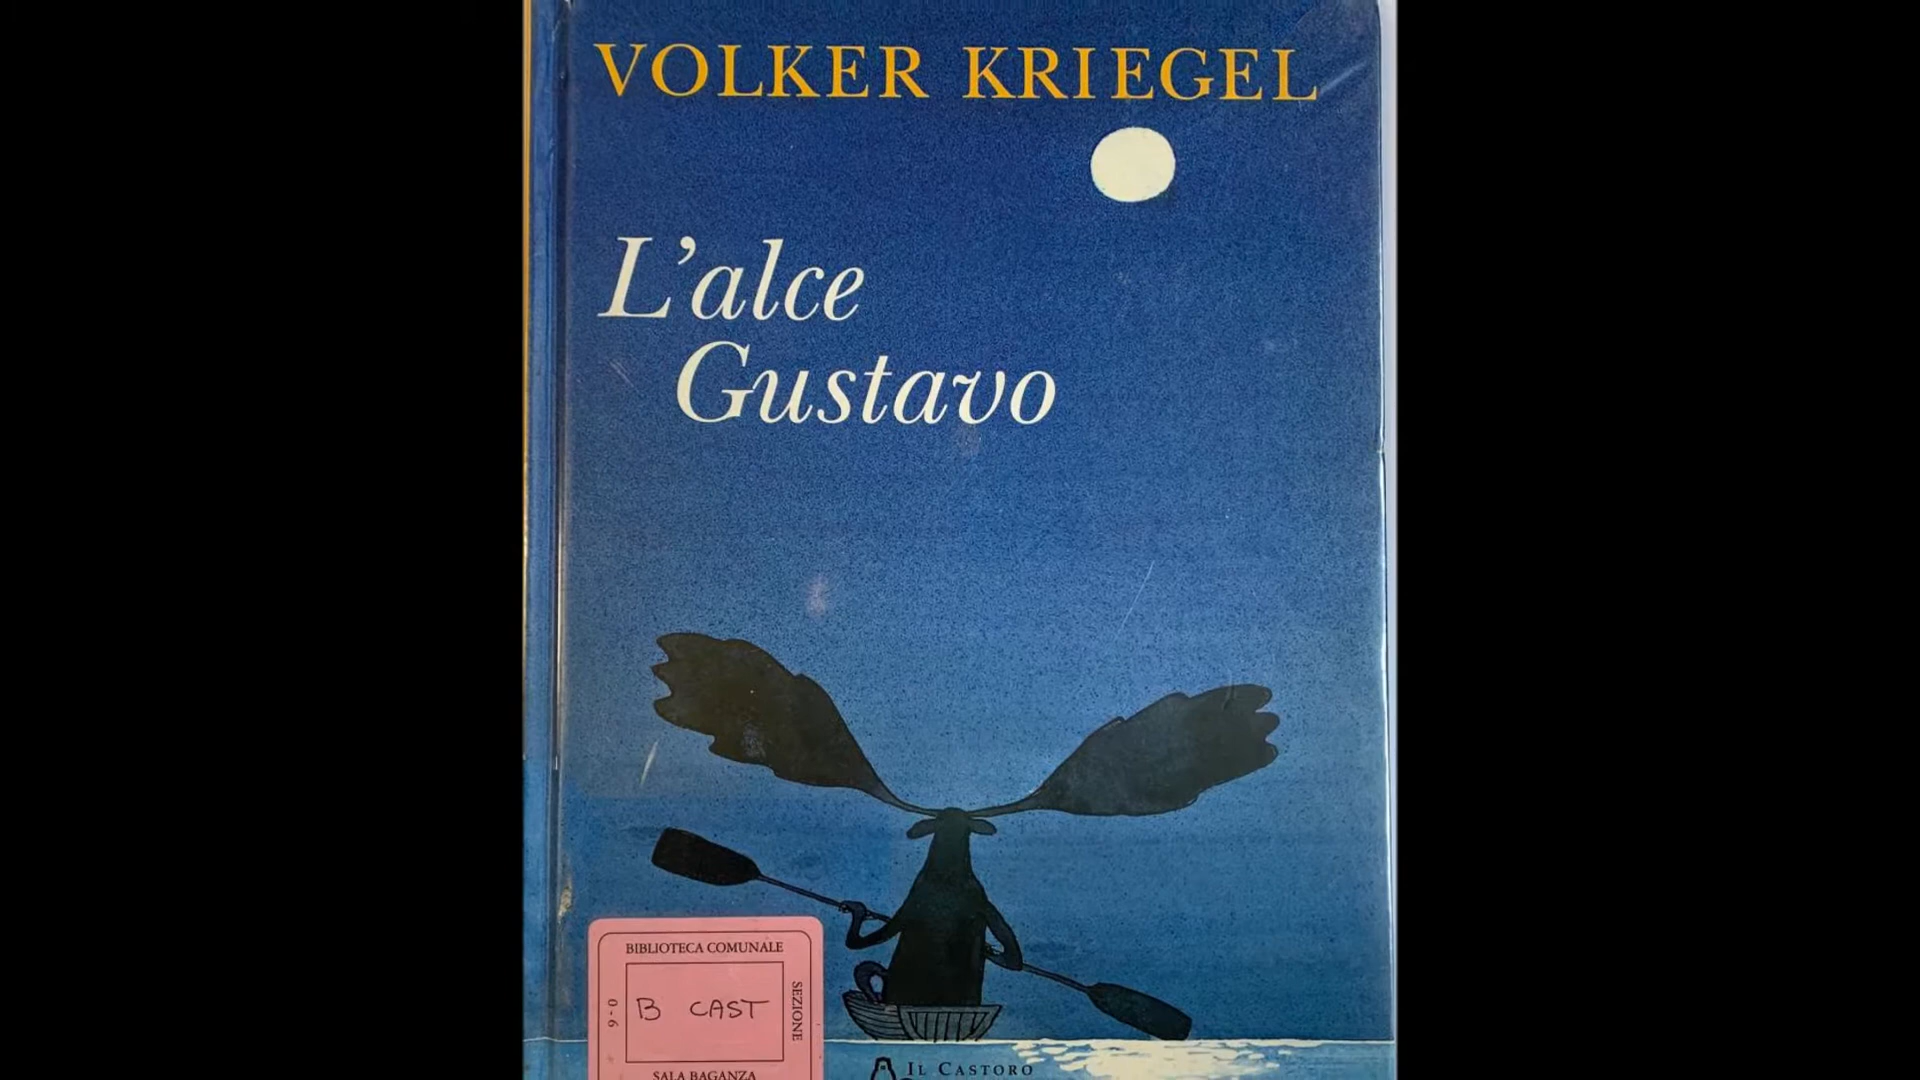 VOLKER KRIEGEL
L'alce
Gustavo
BIBLIOTECA COMUNALE
0-6
B CAST
SEZIONE
SALA BAGANZA
IL CASTORO